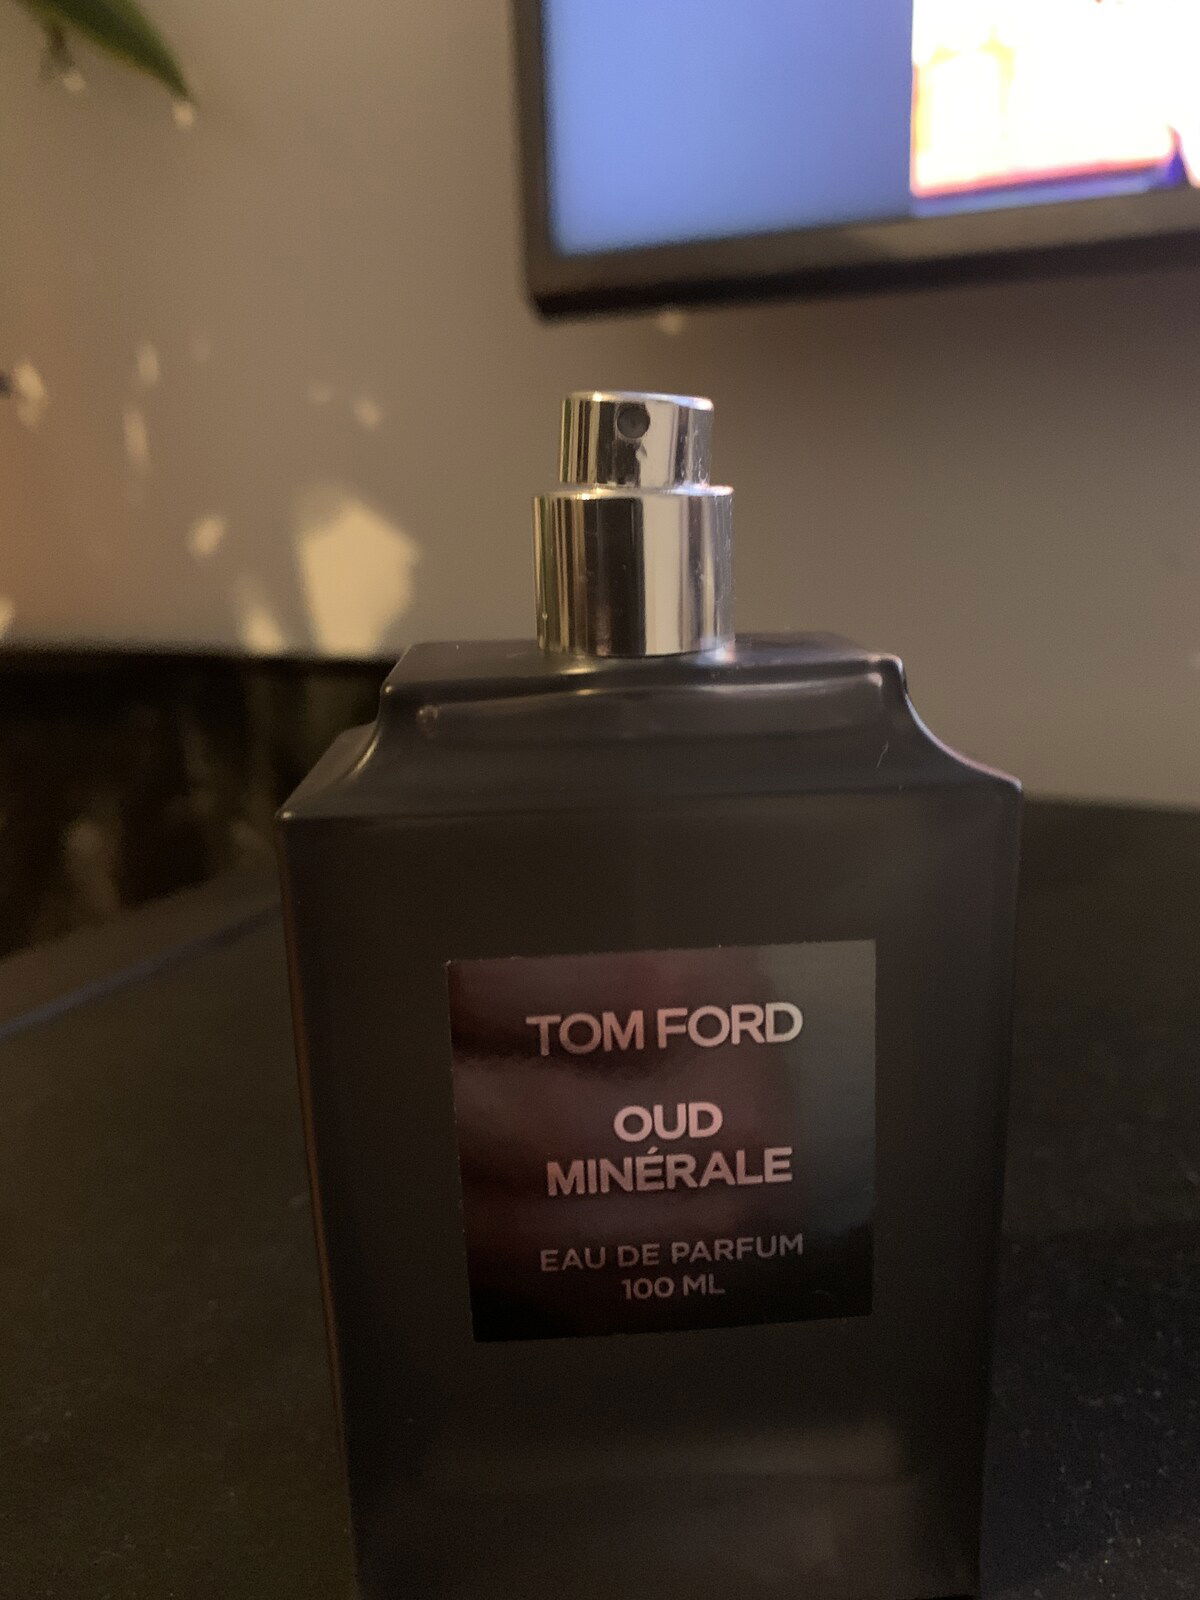 TOM FORD
OUD
MINÉRALE
EAU DE PARFUM
100 ML